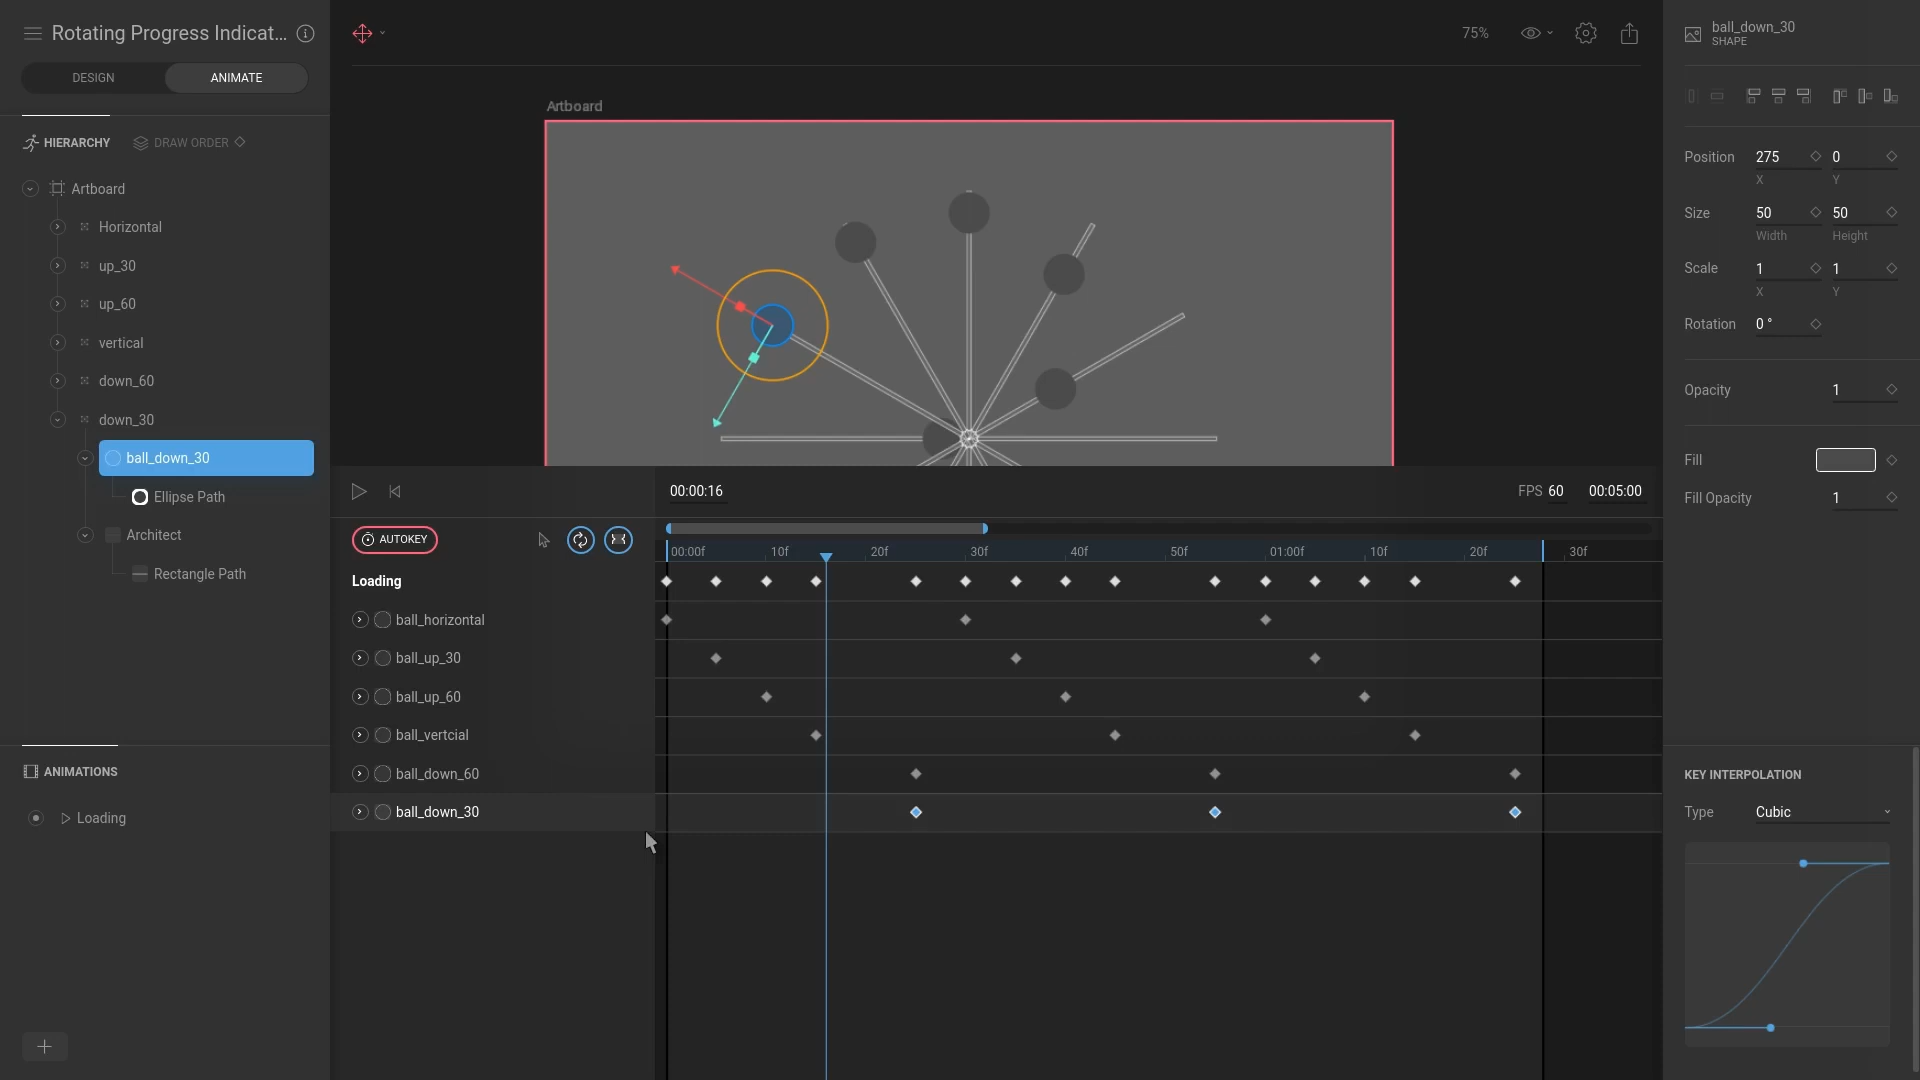 Rotating Progress Indicat...
DESIGN
ANIMATE
HIERARCHY
DRAW ORDER
Artboard
Horizontal
up_30
up_60
vertical
down_60
down_30
ball_down_30
Ellipse Path
Architect
Rectangle Path
ANIMATIONS
Loading
75%
Artboard
00:00:16
FPS 60
00:05:00
AUTOKEY
00:00f 10f 20f 30f 40f 50f 01:00f 10f 20f 30f
Loading
ball_horizontal
ball_up_30
ball_up_60
ball_vertcial
ball_down_60
ball_down_30
ball_down_30
SHAPE
Position 275 0
X Y
Size 50 50
Width Height
Scale 1 1
X Y
Rotation 0 °
Opacity 1
Fill
Fill Opacity 1
KEY INTERPOLATION
Type Cubic